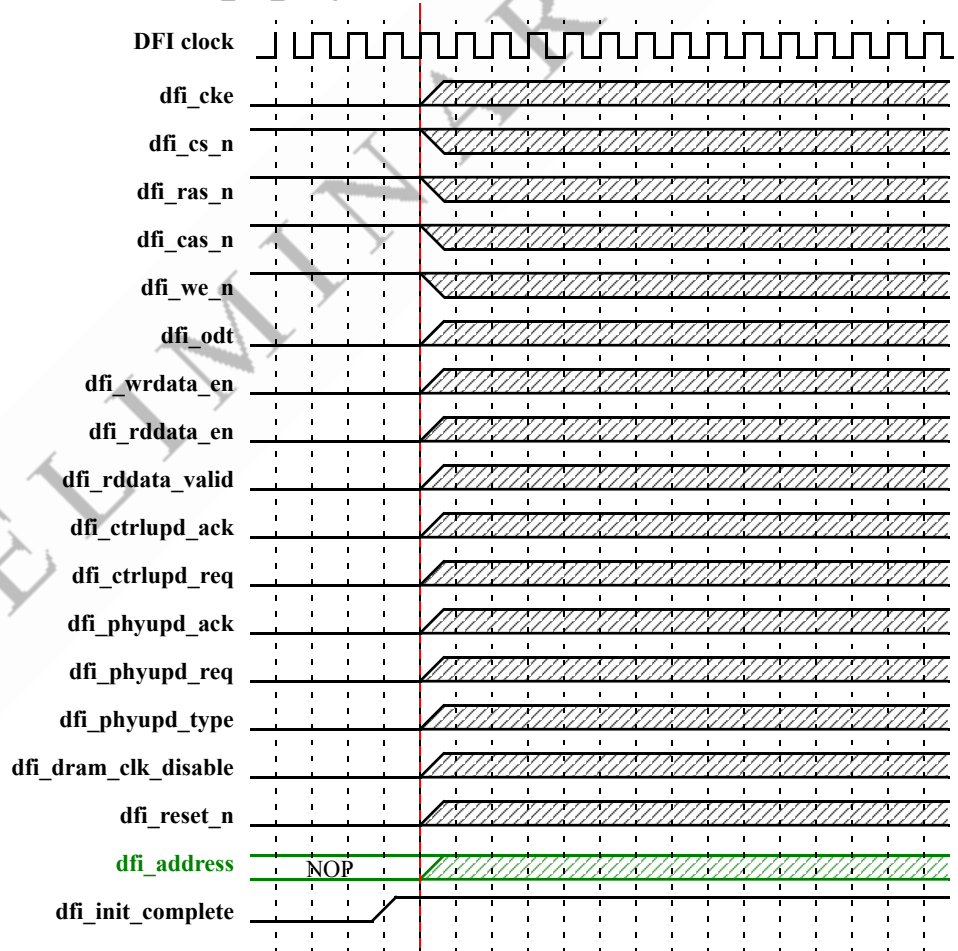 DFI clock
dfi_cke
dfi_cs_n
dfi_ras_n
dfi_cas_n
dfi_we_n
dfi_odt
dfi_wrdata_en
dfi_rddata_en
dfi_rddata_valid
dfi_ctrlupd_ack
dfi_ctrlupd_req
dfi_phyupd_ack
dfi_phyupd_req
dfi_phyupd_type
dfi_dram_clk_disable
dfi_reset_n
dfi_address
NOP
dfi_init_complete
ELIMINAR